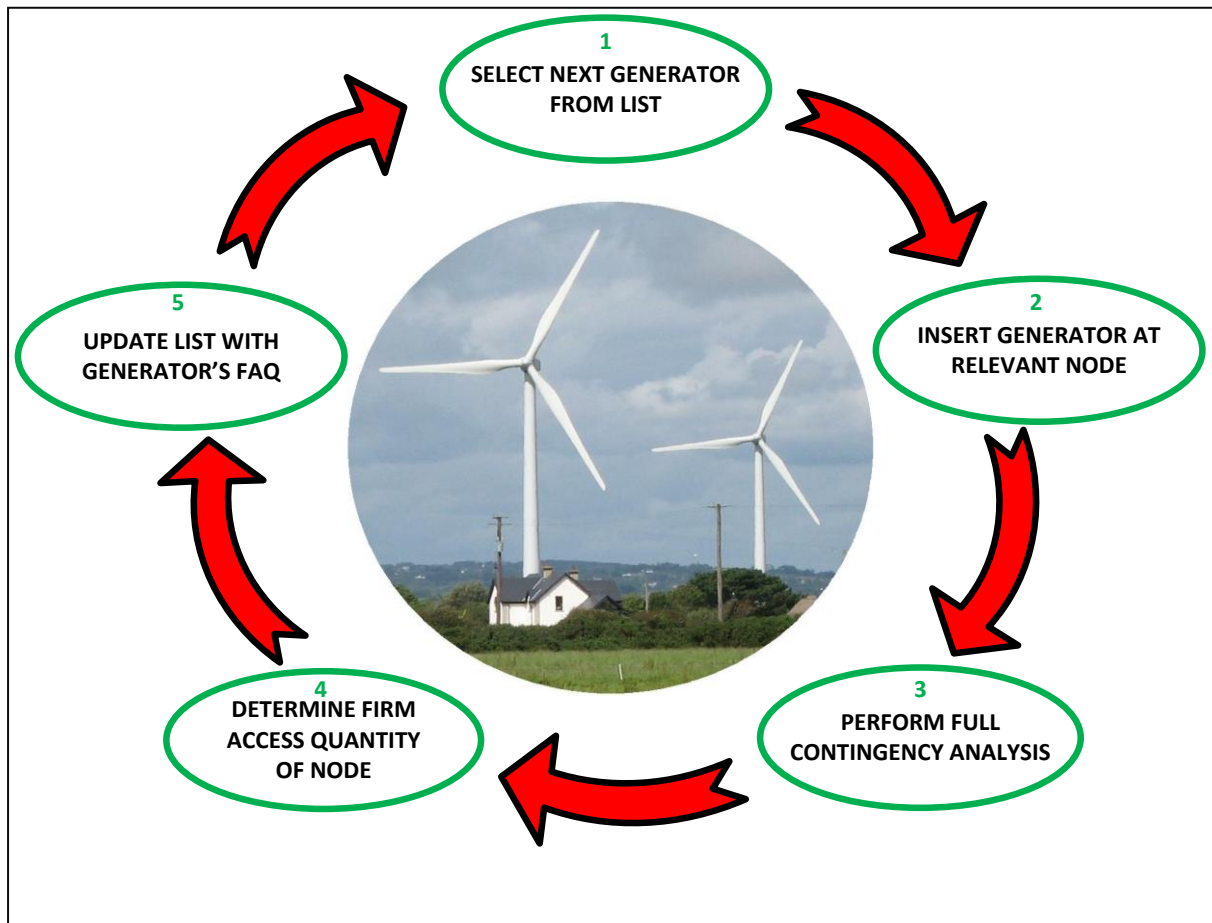 1
SELECT NEXT GENERATOR
FROM LIST
2
INSERT GENERATOR AT
RELEVANT NODE
3
PERFORM FULL
CONTINGENCY ANALYSIS
4
DETERMINE FIRM
ACCESS QUANTITY
OF NODE
5
UPDATE LIST WITH
GENERATOR’S FAQ